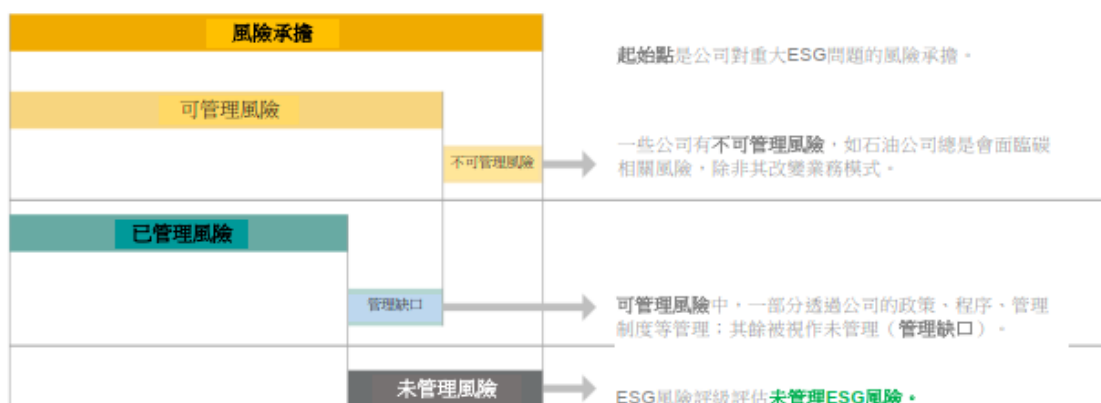 風險承擔
起始點是公司對重大ESG問題的風險承擔。
可管理風險
不可管理風險
一些公司有不可管理風險，如石油公司總是會面臨碳
相關風險，除非其改變業務模式。
已管理風險
管理缺口
可管理風險中，一部分透過公司的政策、程序、管理
制度等管理；其餘被視作未管理（管理缺口）。
未管理風險
ESG風險評級評估未管理ESG風險。